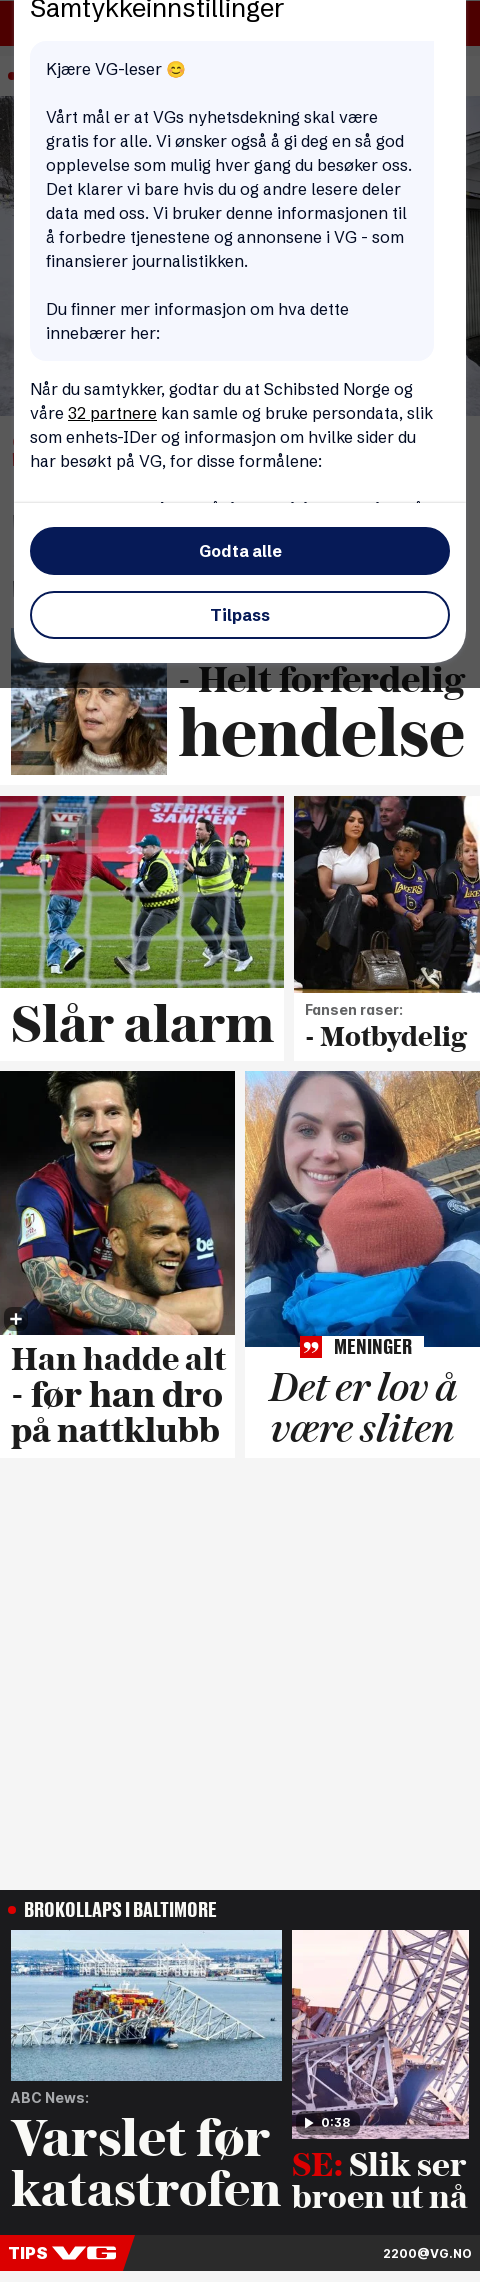 Samtykkeinnstillinger
Kjære VG-leser 😊
Vårt mål er at VGs nyhetsdekning skal være
gratis for alle. Vi ønsker også å gi deg en så god
opplevelse som mulig hver gang du besøker oss.
Det klarer vi bare hvis du og andre lesere deler
data med oss. Vi bruker denne informasjonen til
å forbedre tjenestene og annonsene i VG - som
finansierer journalistikken.
Du finner mer informasjon om hva dette
innebærer her:
Når du samtykker, godtar du at Schibsted Norge og
våre 32 partnere kan samle og bruke persondata, slik
som enhets-IDer og informasjon om hvilke sider du
har besøkt på VG, for disse formålene:
Godta alle
Tilpass
- Helt forferdelig
hendelse
VG
STERKERE
SAMMEN
Slår alarm
LAKERS
6
Fansen raser:
- Motbydelig
beko
Han hadde alt
- før han dro
på nattklubb
MENINGER
Det er lov å
være sliten
BROKOLLAPS I BALTIMORE
ABC News:
Varslet før
katastrofen
0:38
SE: Slik ser
broen ut nå
TIPS VG
2200@VG.NO